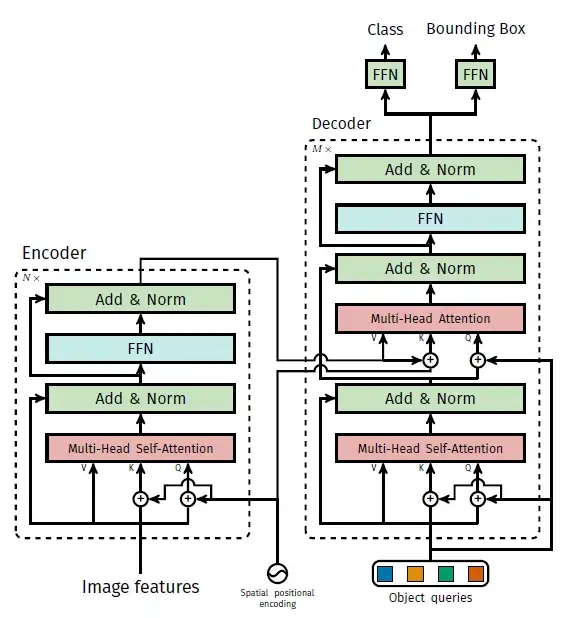 Class
Bounding Box
FFN
FFN
Decoder
M×
Add & Norm
FFN
Add & Norm
Multi-Head Attention
V
K
Q
Add & Norm
Multi-Head Self-Attention
V
K
Q
Object queries
Encoder
N×
Add & Norm
FFN
Add & Norm
Multi-Head Self-Attention
V
K
Q
Image features
Spatial positional
encoding